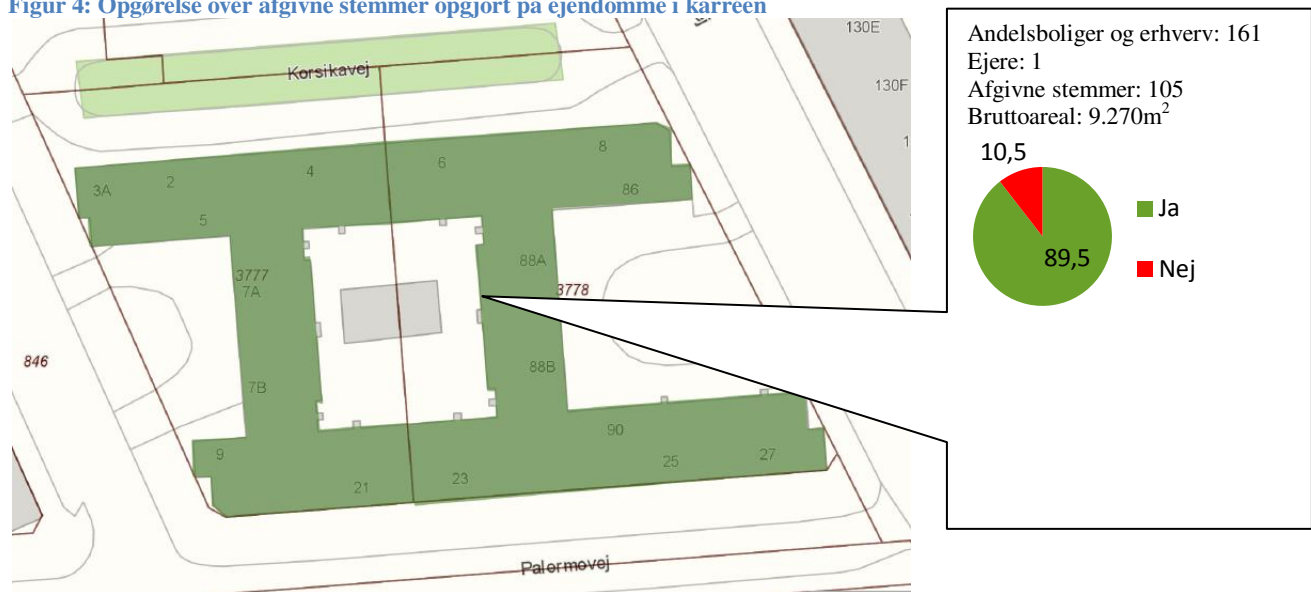 Figur 4: Opgørelse over afgivne stemmer opgjort på ejendomme i karréen
Andelsboliger og erhverv: 161
Ejere: 1
Afgivne stemmer: 105
Bruttoareal: 9.270m²
10,5
89,5
Ja
Nej
130E
130F
1
Korsikavej
3A
2
4
6
8
5
86
3777
7A
88A
3778
846
7B
88B
9
90
21
23
25
27
Palermovej